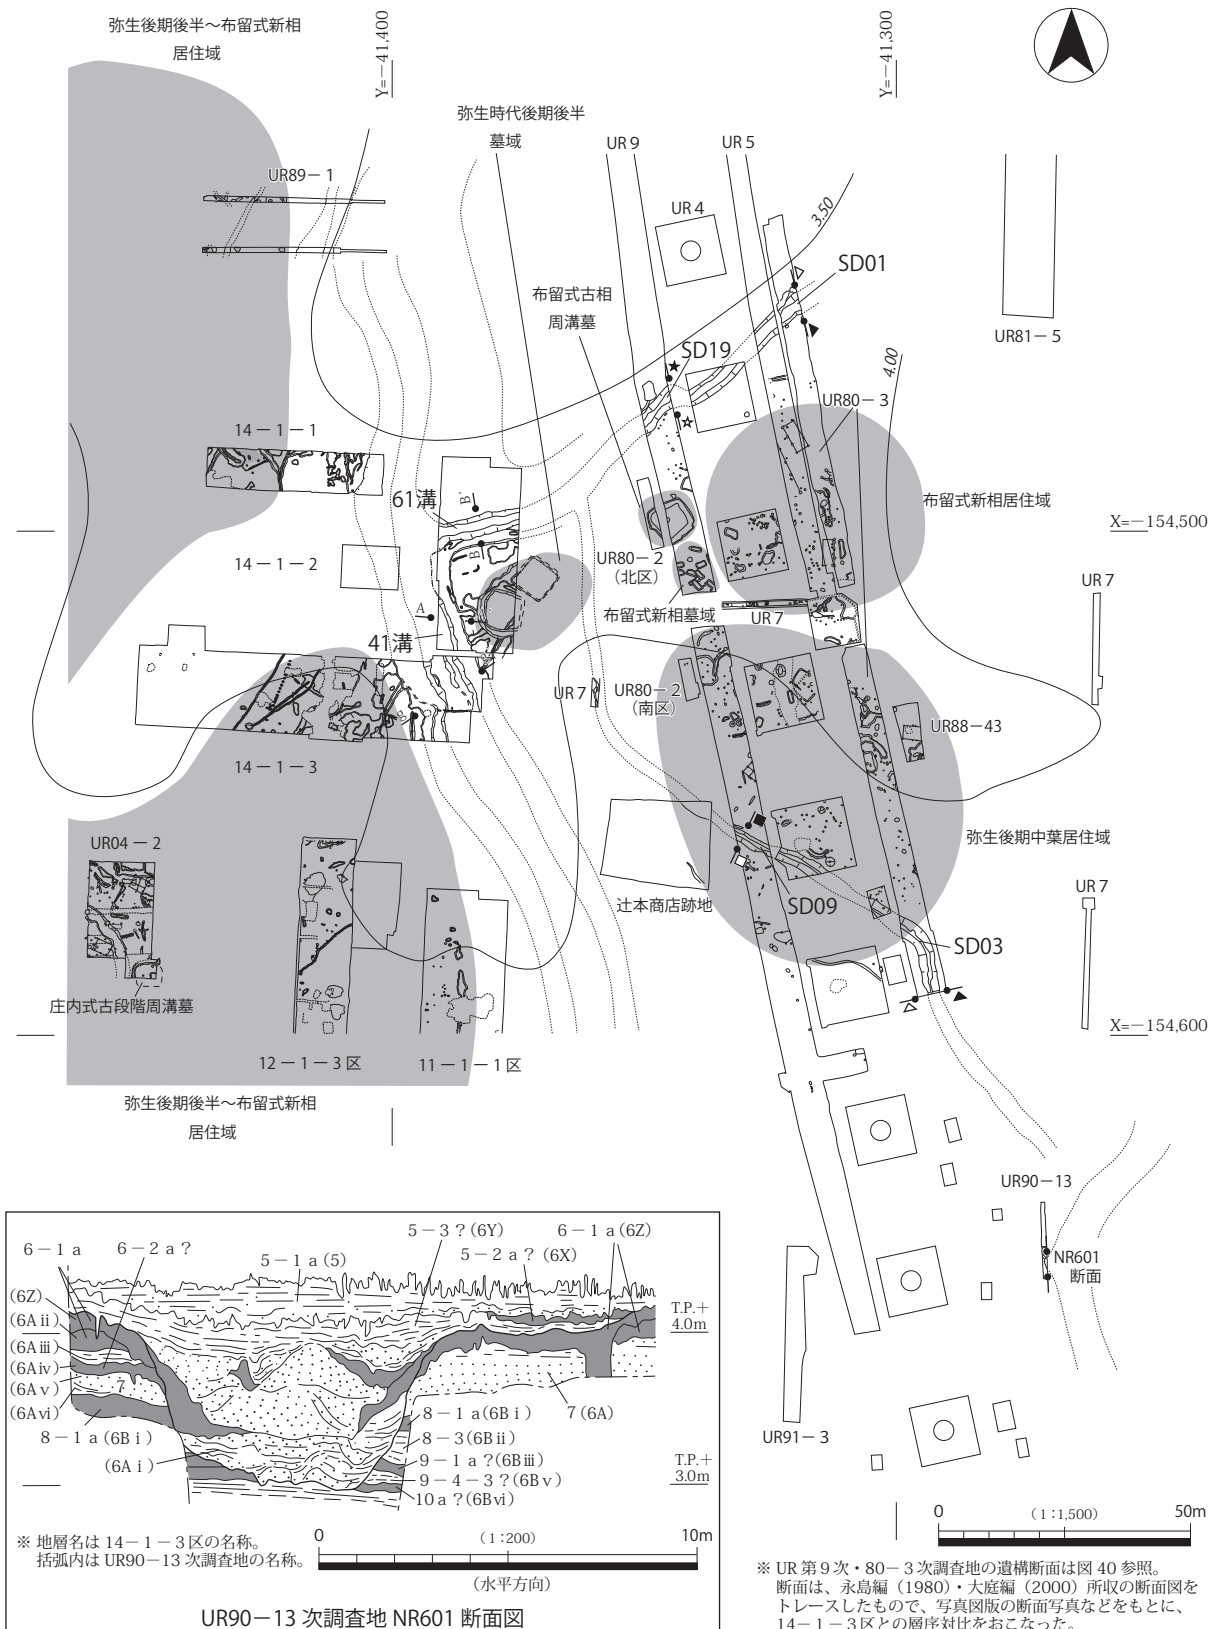 弥生後期後半～布留式新相
居住域
Y=－41,400
Y=－41,300
弥生時代後期後半
墓域
UR 9
UR 5
UR89－1
UR 4
3.50
SD01
布留式古相
周溝墓
UR81－5
SD19
★
☆
4.00
UR80－3
14－1－1
61溝
B'
布留式新相居住域
X=－154,500
14－1－2
B
UR80－2
（北区）
UR 7
布留式新相墓域
UR 7
A
41溝
UR 7
UR80－2
（南区）
UR88－43
14－1－3
弥生後期中葉居住域
UR04－2
UR 7
辻本商店跡地
SD09
SD03
庄内式古段階周溝墓
X=－154,600
12－1－3区
11－1－1区
弥生後期後半～布留式新相
居住域
UR90－13
NR601
断面
UR91－3
6－1a
6－2a？
5－1a(5)
5－3？(6Y)
5－2a？(6X)
6－1a(6Z)
(6Z)
(6Aⅱ)
(6Aⅲ)
(6Aⅳ)
(6Aⅴ)
(6Aⅵ)
7
8－1a(6Bⅰ)
(6Aⅰ)
T.P.+
4.0m
7(6A)
8－1a(6Bⅰ)
8－3(6Bⅱ)
9－1a？(6Bⅲ)
9－4－3？(6Bⅴ)
10a？(6Bⅵ)
T.P.+
3.0m
※ 地層名は14－1－3区の名称。
括弧内はUR90－13次調査地の名称。
0
（1：200）
10m
（水平方向）
UR90－13次調査地 NR601断面図
0
（1：1,500）
50m
※ UR 第9次・80－3次調査地の遺構断面は図40参照。
断面は、永島編（1980）・大庭編（2000）所収の断面図を
トレースしたもので、写真図版の断面写真などをもとに、
14－1－3区との層序対比をおこなった。